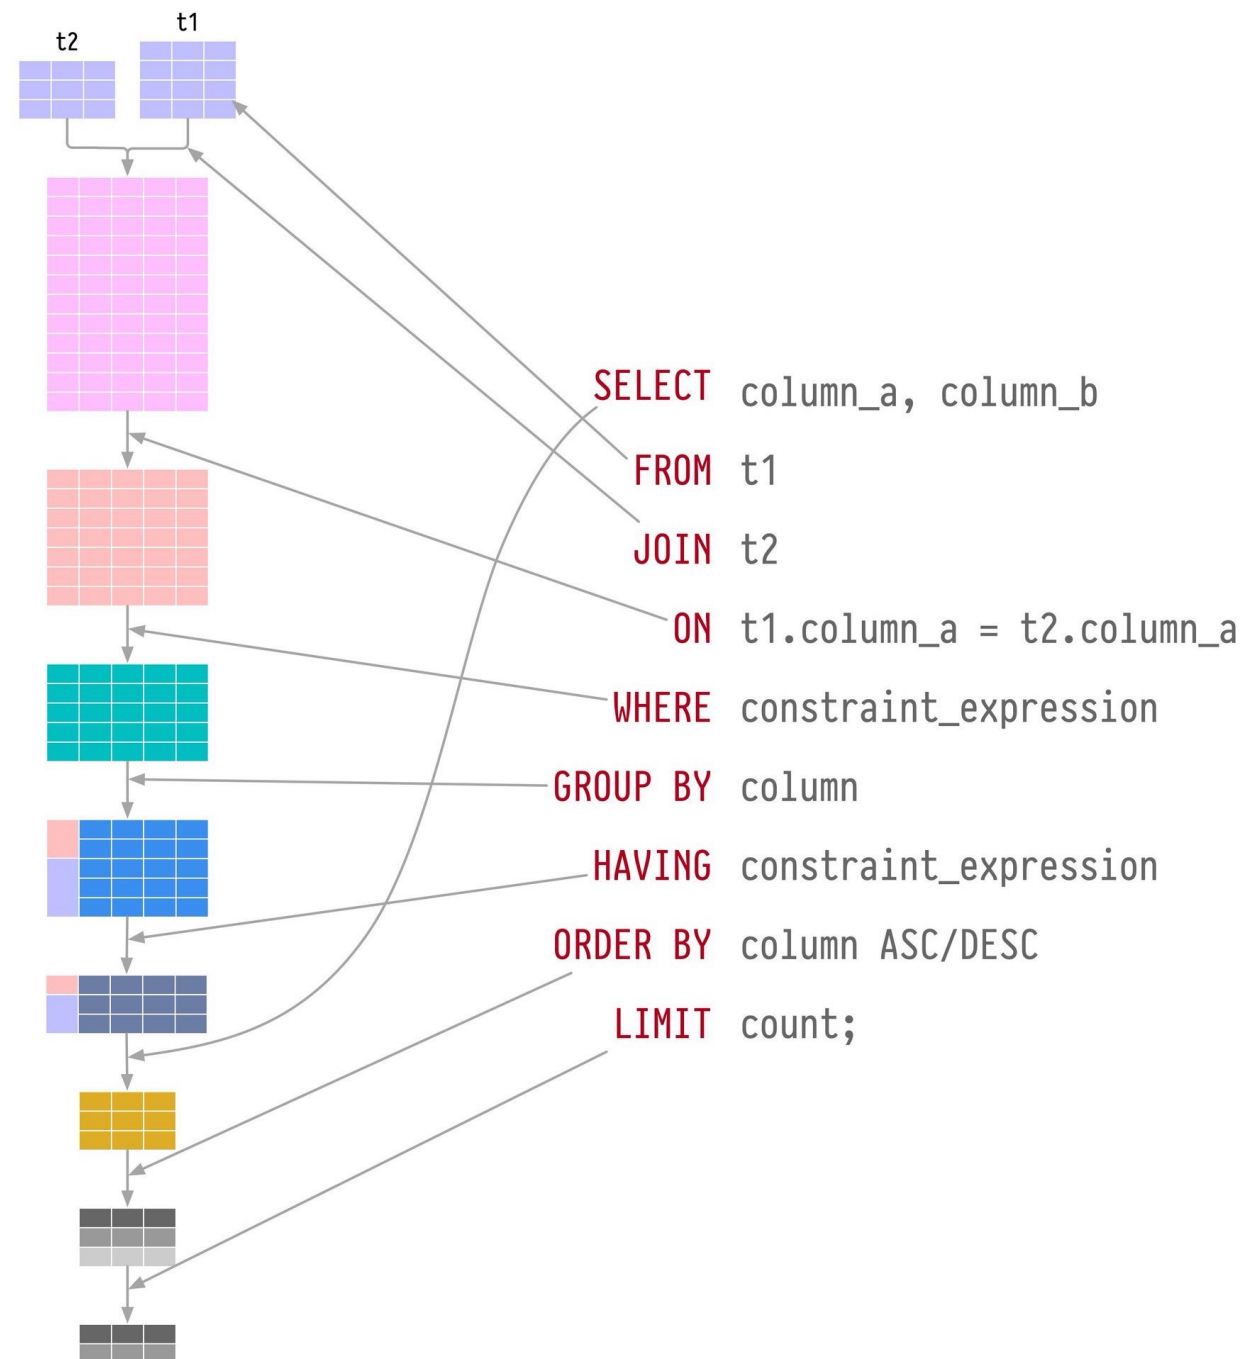 t2
t1
SELECT column_a, column_b
FROM t1
JOIN t2
ON t1.column_a = t2.column_a
WHERE constraint_expression
GROUP BY column
HAVING constraint_expression
ORDER BY column ASC/DESC
LIMIT count;